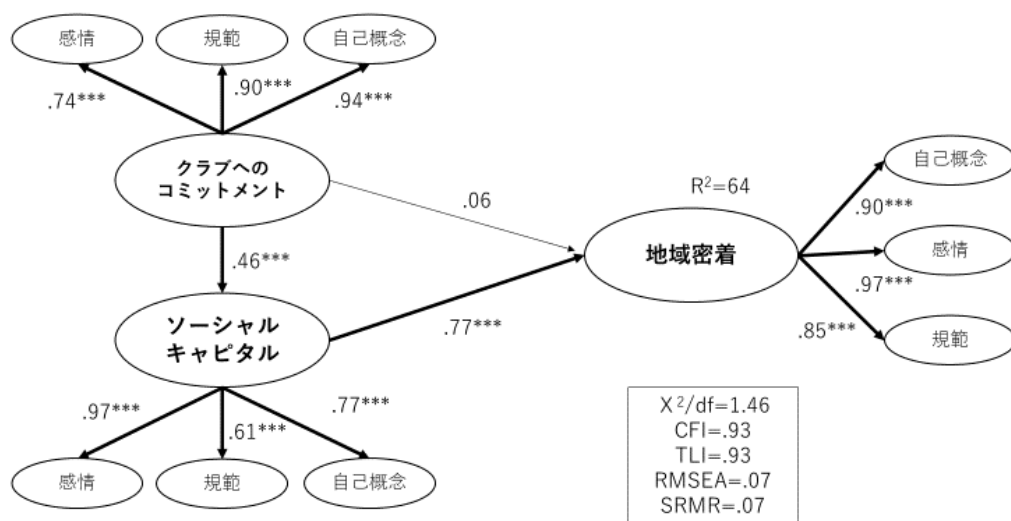 感情
規範
自己概念
.74***
.90***
.94***
クラブへの
コミットメント
.06
.46***
ソーシャル
キャピタル
.77***
R²=64
地域密着
自己概念
.90***
感情
.97***
規範
.85***
.97***
.61***
.77***
感情
規範
自己概念
X²/df=1.46
CFI=.93
TLI=.93
RMSEA=.07
SRMR=.07